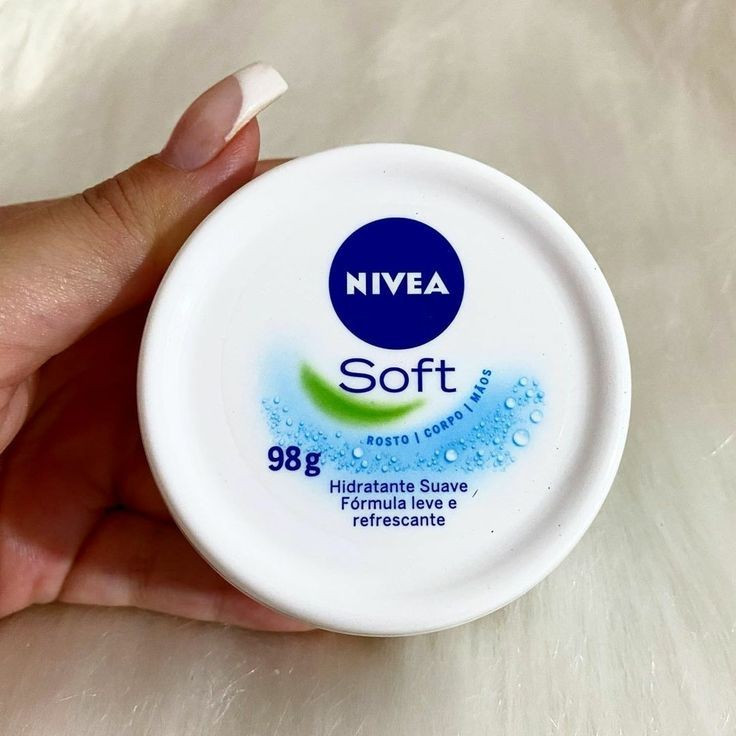 NIVEA
Soft
ROSTO | CORPO | MÃOS
98g
Hidratante Suave
Fórmula leve e
refrescante